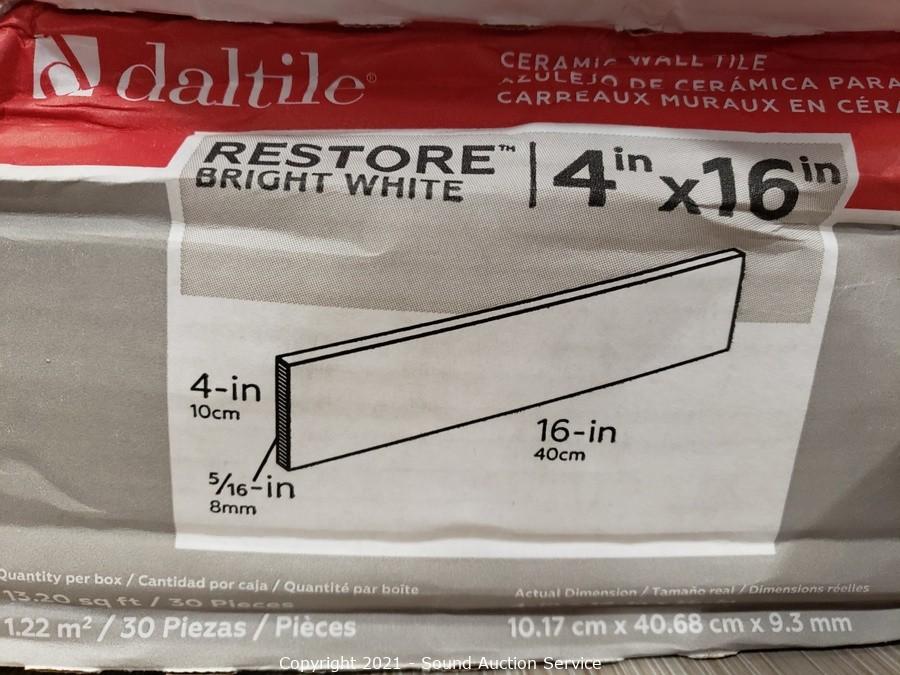 daltile®
CERAMIC WALL TILE
AZULEJO DE CERÁMICA PARA
CARREAUX MURAUX EN CÉRA
RESTORE™
BRIGHT WHITE
4in x16in
4-in
10cm
16-in
40cm
5/16-in
8mm
Quantity per box / Cantidad por caja / Quantité par boîte
13.20 sq ft / 30 Pieces
1.22 m² / 30 Piezas / Pièces
Actual Dimension / Tamaño real / Dimensions réelles
10.17 cm x 40.68 cm x 9.3 mm
Copyright 2021 - Sound Auction Service